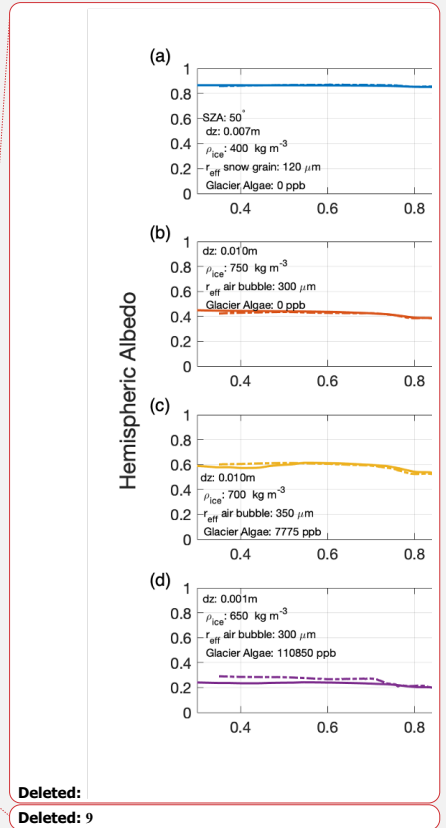 (a)
1
0.8
0.6
0.4
0.2
0
SZA: 50°
dz: 0.007m
ρice: 400 kg m-3
reff snow grain: 120 μm
Glacier Algae: 0 ppb
0.4 0.6 0.8
(b)
1
0.8
0.6
0.4
0.2
0
dz: 0.010m
ρice: 750 kg m-3
reff air bubble: 300 μm
Glacier Algae: 0 ppb
0.4 0.6 0.8
Hemispheric Albedo
(c)
1
0.8
0.6
0.4
0.2
0
dz: 0.010m
ρice: 700 kg m-3
reff air bubble: 350 μm
Glacier Algae: 7775 ppb
0.4 0.6 0.8
(d)
1
0.8
0.6
0.4
0.2
0
dz: 0.001m
ρice: 650 kg m-3
reff air bubble: 300 μm
Glacier Algae: 110850 ppb
0.4 0.6 0.8
Deleted:
Deleted: 9